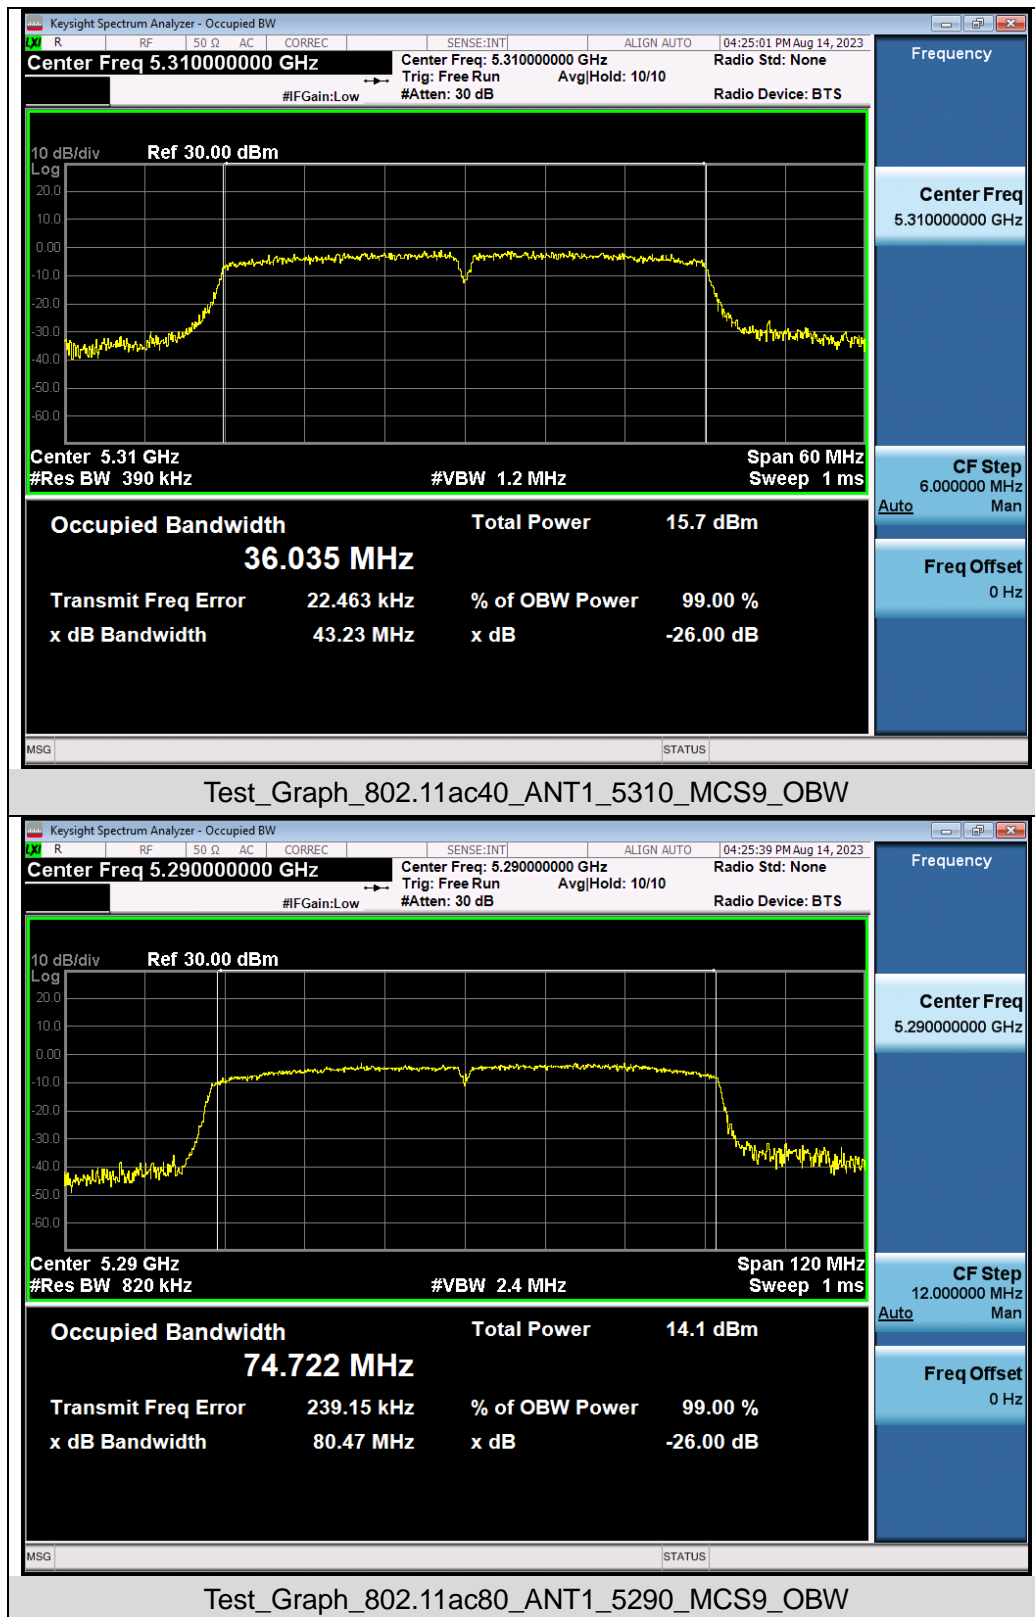 Keysight Spectrum Analyzer - Occupied BW
LXI R RF 50 Ω AC CORREC SENSE:INT ALIGN AUTO 04:25:01 PM Aug 14, 2023
Center Freq 5.310000000 GHz
Center Freq: 5.310000000 GHz
Radio Std: None
Trig: Free Run Avg|Hold: 10/10
#IFGain:Low
#Atten: 30 dB
Radio Device: BTS
10 dB/div Ref 30.00 dBm
Log
20.0
10.0
0.00
-10.0
-20.0
-30.0
-40.0
-50.0
-60.0
Center 5.31 GHz Span 60 MHz
#Res BW 390 kHz #VBW 1.2 MHz Sweep 1 ms
Occupied Bandwidth Total Power 15.7 dBm
36.035 MHz
Transmit Freq Error 22.463 kHz % of OBW Power 99.00 %
x dB Bandwidth 43.23 MHz x dB -26.00 dB
MSG STATUS
Frequency
Center Freq
5.310000000 GHz
CF Step
6.000000 MHz
Auto Man
Freq Offset
0 Hz
Test_Graph_802.11ac40_ANT1_5310_MCS9_OBW
Keysight Spectrum Analyzer - Occupied BW
LXI R RF 50 Ω AC CORREC SENSE:INT ALIGN AUTO 04:25:39 PM Aug 14, 2023
Center Freq 5.290000000 GHz
Center Freq: 5.290000000 GHz
Radio Std: None
Trig: Free Run Avg|Hold: 10/10
#IFGain:Low
#Atten: 30 dB
Radio Device: BTS
10 dB/div Ref 30.00 dBm
Log
20.0
10.0
0.00
-10.0
-20.0
-30.0
-40.0
-50.0
-60.0
Center 5.29 GHz Span 120 MHz
#Res BW 820 kHz #VBW 2.4 MHz Sweep 1 ms
Occupied Bandwidth Total Power 14.1 dBm
74.722 MHz
Transmit Freq Error 239.15 kHz % of OBW Power 99.00 %
x dB Bandwidth 80.47 MHz x dB -26.00 dB
MSG STATUS
Frequency
Center Freq
5.290000000 GHz
CF Step
12.000000 MHz
Auto Man
Freq Offset
0 Hz
Test_Graph_802.11ac80_ANT1_5290_MCS9_OBW